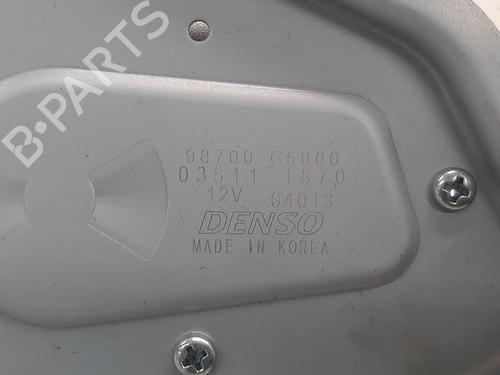 B-PARTS
98700 G5000
03511 1870
12V 04013
DENSO
MADE IN KOREA